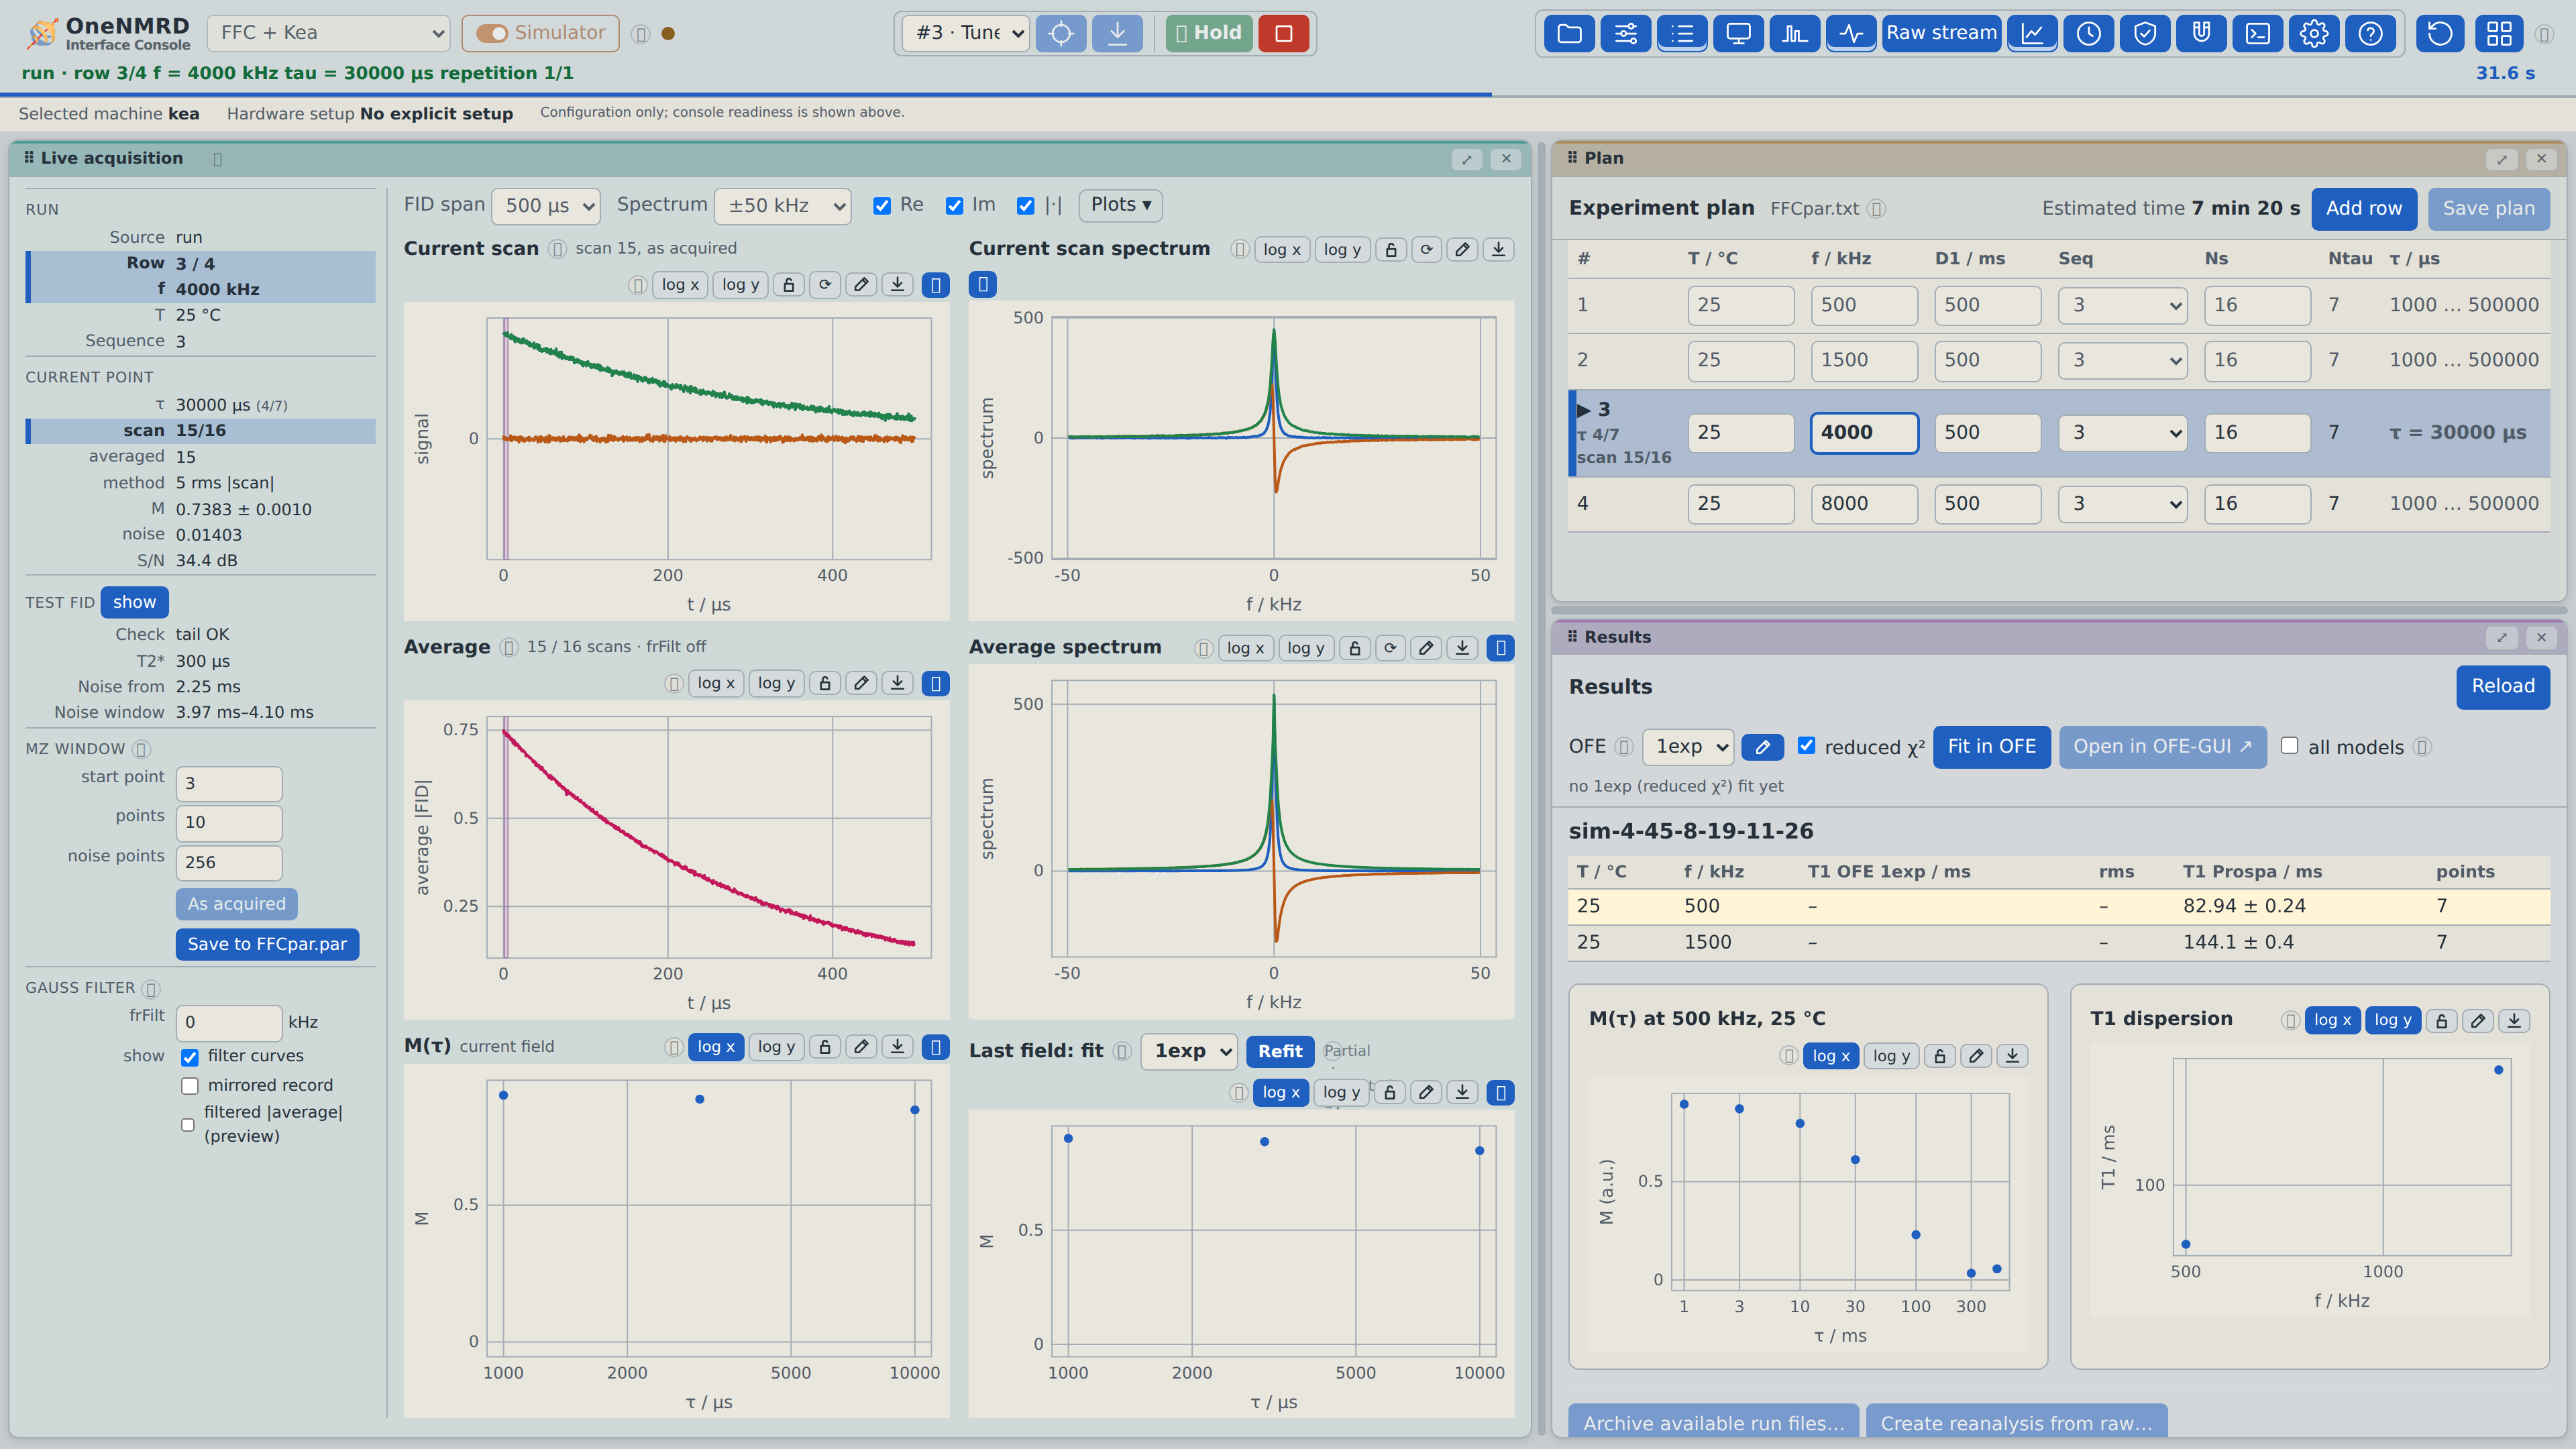 OneNMRD
Interface Console
FFC + Kea
Simulator
#3 · Tune
Hold
Raw stream
run · row 3/4 f = 4000 kHz tau = 30000 µs repetition 1/1
31.6 s
Selected machine kea Hardware setup No explicit setup Configuration only; console readiness is shown above.
Live acquisition
RUN
Source run
Row 3 / 4
f 4000 kHz
T 25 °C
Sequence 3
CURRENT POINT
τ 30000 µs (4/7)
scan 15/16
averaged 15
method 5 rms |scan|
M 0.7383 ± 0.0010
noise 0.01403
S/N 34.4 dB
TEST FID show
Check tail OK
T2* 300 µs
Noise from 2.25 ms
Noise window 3.97 ms–4.10 ms
MZ WINDOW
start point 3
points 10
noise points 256
As acquired
Save to FFCpar.par
GAUSS FILTER
frFilt 0 kHz
show filter curves
mirrored record
filtered |average|
(preview)
FID span 500 µs Spectrum ±50 kHz Re Im |·| Plots ▾
Current scan scan 15, as acquired
log x log y
signal
0
0 200 400
t / µs
Current scan spectrum log x log y
spectrum
500
0
-500
-50 0 50
f / kHz
Average 15 / 16 scans · frFilt off
log x log y
average |FID|
0.75
0.5
0.25
0 200 400
t / µs
Average spectrum log x log y
spectrum
500
0
-50 0 50
f / kHz
M(τ) current field log x log y
M
0.5
0
1000 2000 5000 10000
τ / µs
Last field: fit 1exp Refit Partial
log x log y
M
0.5
0
1000 2000 5000 10000
τ / µs
Plan
Experiment plan FFCpar.txt Estimated time 7 min 20 s Add row Save plan
# T / °C f / kHz D1 / ms Seq Ns Ntau τ / µs
1 25 500 500 3 16 7 1000 … 500000
2 25 1500 500 3 16 7 1000 … 500000
▶ 3
τ 4/7
scan 15/16
25 4000 500 3 16 7 τ = 30000 µs
4 25 8000 500 3 16 7 1000 … 500000
Results
Results Reload
OFE 1exp reduced χ² Fit in OFE Open in OFE-GUI ↗ all models
no 1exp (reduced χ²) fit yet
sim-4-45-8-19-11-26
T / °C f / kHz T1 OFE 1exp / ms rms T1 Prospa / ms points
25 500 – – 82.94 ± 0.24 7
25 1500 – – 144.1 ± 0.4 7
M(τ) at 500 kHz, 25 °C
log x log y
M (a.u.)
0.5
0
1 3 10 30 100 300
τ / ms
T1 dispersion log x log y
T1 / ms
100
500 1000
f / kHz
Archive available run files… Create reanalysis from raw…